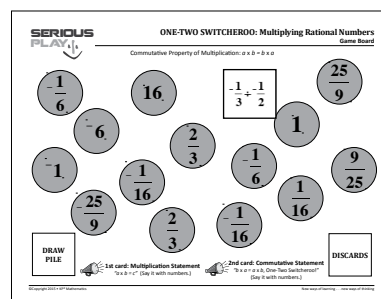 SERIOUS
PLAY
ONE-TWO SWITCHEROO: Multiplying Rational Numbers
Game Board
Commutative Property of Multiplication: a x b = b x a
-1/6
16
-1/3 ÷ -1/2
25/9
-6
2/3
1
-1
-1/16
-1/6
9/25
-25/9
2/3
-1/16
1/16
DRAW
PILE
1st card: Multiplication Statement
"a x b = c" (Say it with numbers.)
2nd card: Commutative Statement
"b x a = a x b, One-Two Switcheroo!"
(Say it with numbers.)
DISCARDS